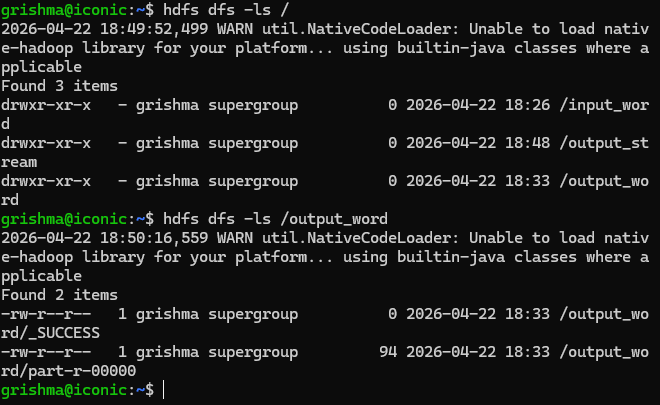 grishma@iconic:~$ hdfs dfs -ls /
2026-04-22 18:49:52,499 WARN util.NativeCodeLoader: Unable to load nativ
e-hadoop library for your platform... using builtin-java classes where a
pplicable
Found 3 items
drwxr-xr-x   - grishma supergroup          0 2026-04-22 18:26 /input_wor
d
drwxr-xr-x   - grishma supergroup          0 2026-04-22 18:48 /output_st
ream
drwxr-xr-x   - grishma supergroup          0 2026-04-22 18:33 /output_wo
rd
grishma@iconic:~$ hdfs dfs -ls /output_word
2026-04-22 18:50:16,559 WARN util.NativeCodeLoader: Unable to load nativ
e-hadoop library for your platform... using builtin-java classes where a
pplicable
Found 2 items
-rw-r--r--   1 grishma supergroup          0 2026-04-22 18:33 /output_wo
rd/_SUCCESS
-rw-r--r--   1 grishma supergroup         94 2026-04-22 18:33 /output_wo
rd/part-r-00000
grishma@iconic:~$